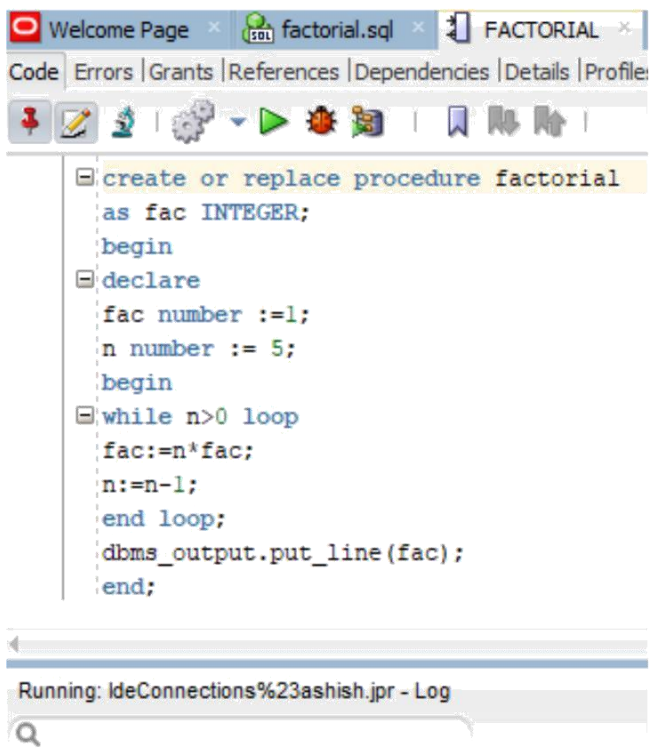 Welcome Page factorial.sql FACTORIAL
Code Errors |Grants |References |Dependencies |Details |Profiles
create or replace procedure factorial
as fac INTEGER;
begin
declare
fac number :=1;
n number := 5;
begin
while n>0 loop
fac:=n*fac;
n:=n-1;
end loop;
dbms_output.put_line(fac);
end;
Running: IdeConnections%23ashish.jpr - Log